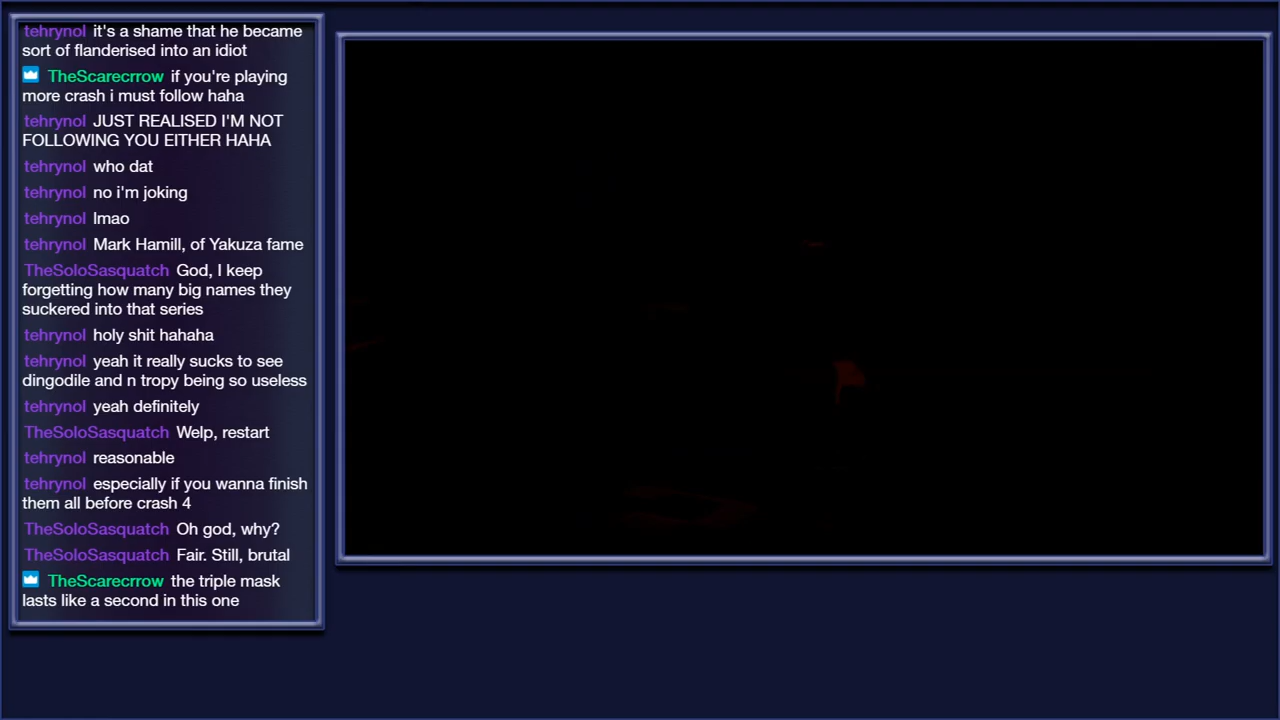 tehrynol it's a shame that he became
sort of flanderised into an idiot
TheScarecrrow if you're playing
more crash i must follow haha
tehrynol JUST REALISED I'M NOT
FOLLOWING YOU EITHER HAHA
tehrynol who dat
tehrynol no i'm joking
tehrynol lmao
tehrynol Mark Hamill, of Yakuza fame
TheSoloSasquatch God, I keep
forgetting how many big names they
suckered into that series
tehrynol holy shit hahaha
tehrynol yeah it really sucks to see
dingodile and n tropy being so useless
tehrynol yeah definitely
TheSoloSasquatch Welp, restart
tehrynol reasonable
tehrynol especially if you wanna finish
them all before crash 4
TheSoloSasquatch Oh god, why?
TheSoloSasquatch Fair. Still, brutal
TheScarecrrow the triple mask
lasts like a second in this one